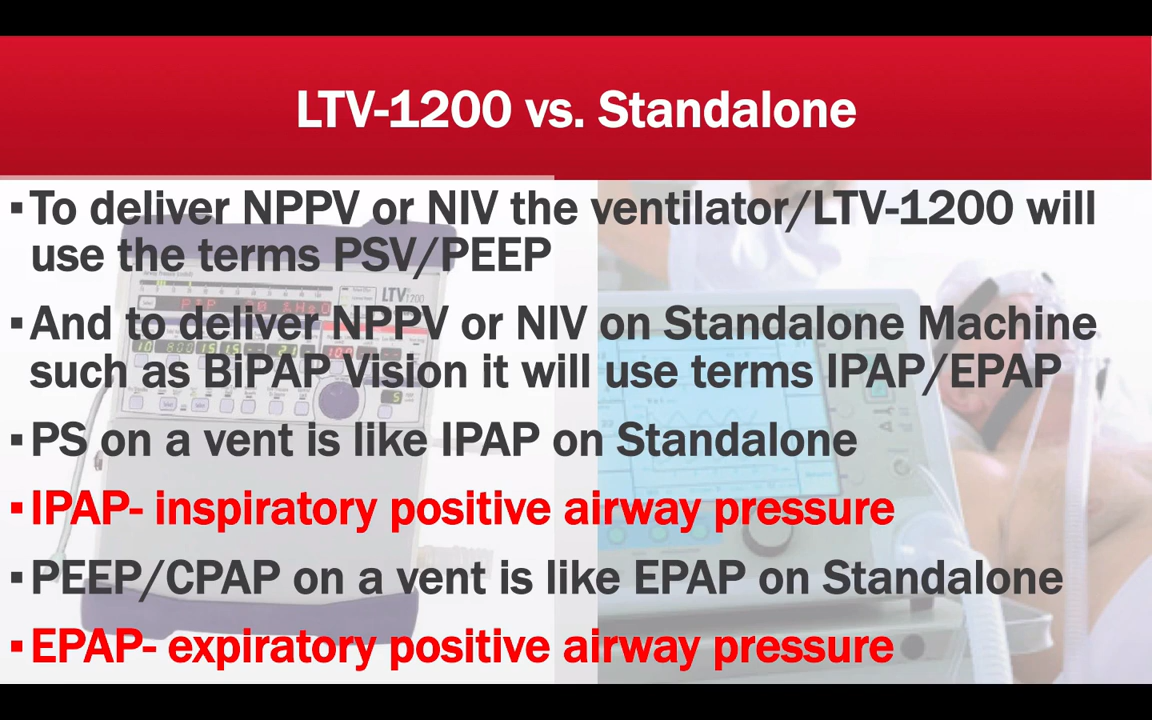 LTV-1200 vs. Standalone
▪To deliver NPPV or NIV the ventilator/LTV-1200 will
use the terms PSV/PEEP
▪And to deliver NPPV or NIV on Standalone Machine
such as BiPAP Vision it will use terms IPAP/EPAP
▪PS on a vent is like IPAP on Standalone
▪IPAP- inspiratory positive airway pressure
▪PEEP/CPAP on a vent is like EPAP on Standalone
▪EPAP- expiratory positive airway pressure
LTV 1200